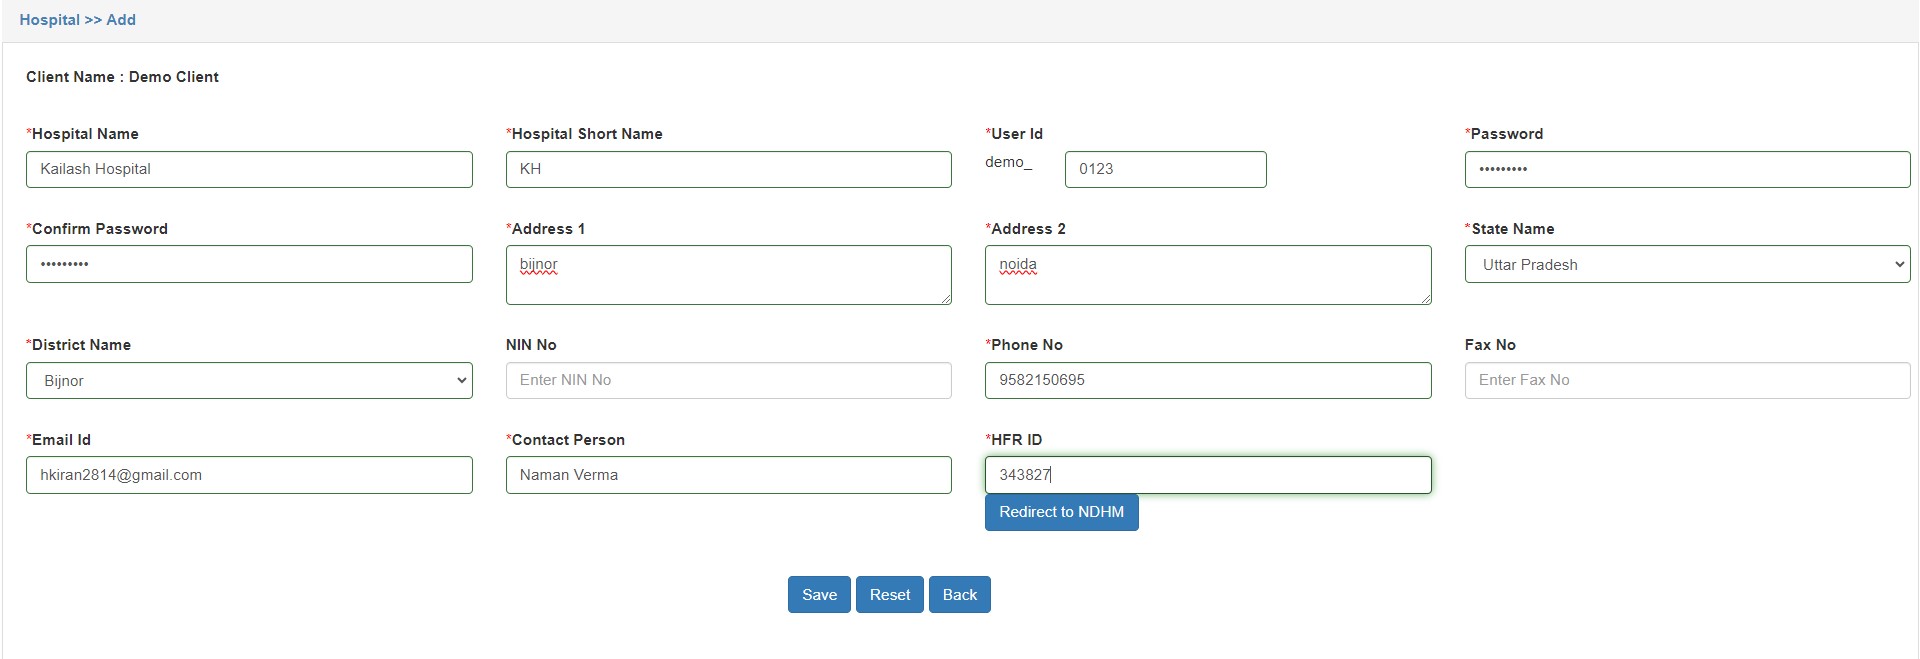 Hospital >> Add
Client Name : Demo Client
*Hospital Name
Kailash Hospital
*Hospital Short Name
KH
*User Id
demo_ 0123
*Password
•••••••••
*Confirm Password
•••••••••
*Address 1
bijnor
*Address 2
noida
*State Name
Uttar Pradesh
*District Name
Bijnor
NIN No
Enter NIN No
*Phone No
9582150695
Fax No
Enter Fax No
*Email Id
hkiran2814@gmail.com
*Contact Person
Naman Verma
*HFR ID
343827
Redirect to NDHM
Save Reset Back